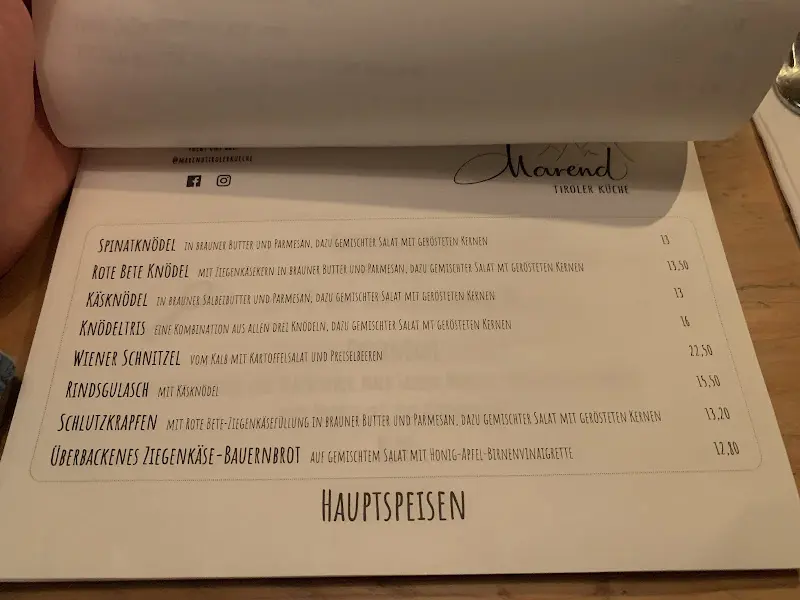 @marendtirolerkueche
Marend
TIROLER KÜCHE
SPINATKNÖDEL IN BRAUNER BUTTER UND PARMESAN, DAZU GEMISCHTER SALAT MIT GERÖSTETEN KERNEN 13
ROTE BETE KNÖDEL MIT ZIEGENKÄSEKERN IN BRAUNER BUTTER UND PARMESAN, DAZU GEMISCHTER SALAT MT GERÖSTETEN KERNEN 13,50
KÄSKNÖDEL IN BRAUNER SALBEIBUTTER UND PARMESAN, DAZU GEMISCHTER SALAT MIT GERÖSTETEN KERNEN 13
KNÖDELTRIS EINE KOMBINATION AUS ALLEN DREI KNÖDELN, DAZU GEMISCHTER SALAT MT GERÖSTETEN KERNEN 16
WIENER SCHNITZEL VOM KALB MIT KARTOFFELSALAT UND PREISELBEEREN 22,50
RINDSGULASCH MIT KÄSKNÖDEL 15,50
SCHLUTZKRAPFEN MIT ROTE BETE-ZIEGENKÄSEFÜLLUNG IN BRAUNER BUTTER UND PARMESAN, DAZU GEMISCHTER SALAT MIT GERÖSTETEN KERNEN 13,20
ÜBERBACKENES ZIEGENKÄSE-BAUERNBROT AUF GEMISCHTEM SALAT MIT HONIG-APFEL-BIRNENVINAIGRETTE 12,80
HAUPTSPEISEN